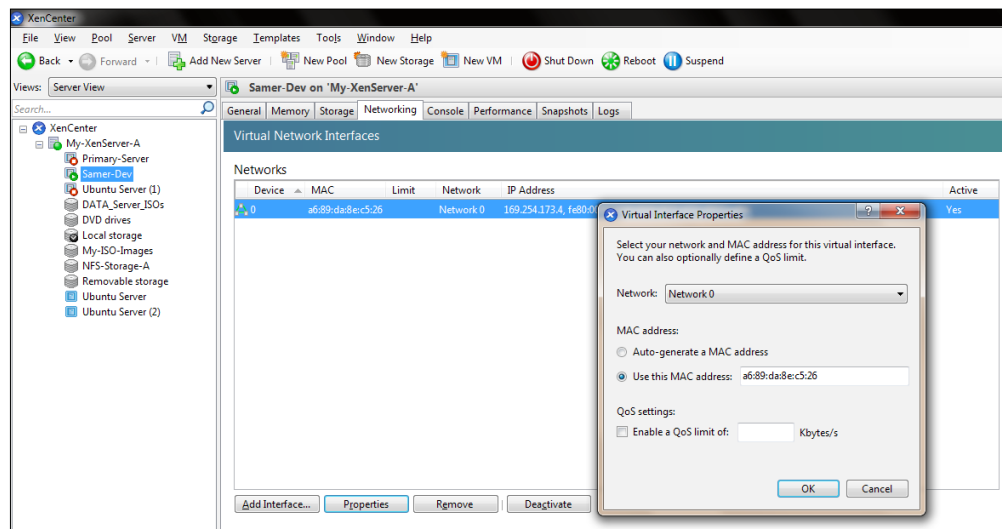 XenCenter
File View Pool Server VM Storage Templates Tools Window Help
Back Forward Add New Server New Pool New Storage New VM Shut Down Reboot Suspend
Views: Server View
Samer-Dev on 'My-XenServer-A'
Search...
General Memory Storage Networking Console Performance Snapshots Logs
XenCenter
My-XenServer-A
Primary-Server
Samer-Dev
Ubuntu Server (1)
DATA_Server_ISOs
DVD drives
Local storage
My-ISO-Images
NFS-Storage-A
Removable storage
Ubuntu Server
Ubuntu Server (2)
Virtual Network Interfaces
Networks
Device MAC Limit Network IP Address Active
0 a6:89:da:8e:c5:26 Network 0 169.254.173.4, fe80:0 Yes
Virtual Interface Properties
Select your network and MAC address for this virtual interface.
You can also optionally define a QoS limit.
Network: Network 0
MAC address:
Auto-generate a MAC address
Use this MAC address: a6:89:da:8e:c5:26
QoS settings:
Enable a QoS limit of: Kbytes/s
OK Cancel
Add Interface... Properties Remove Deactivate